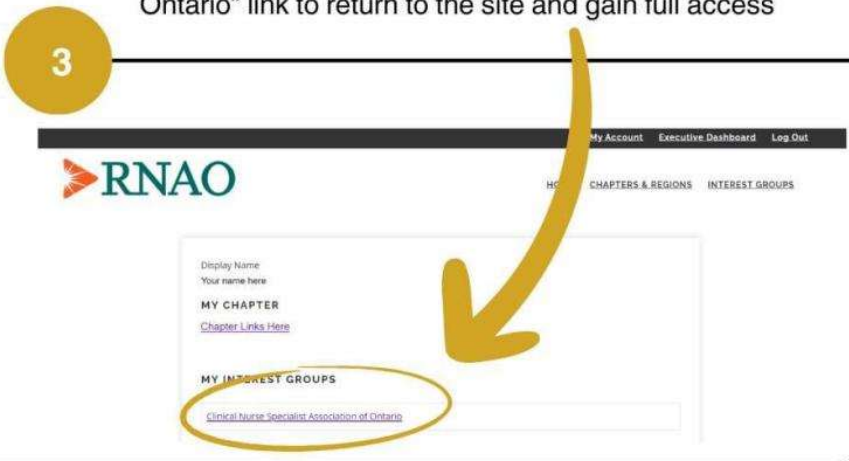 Ontario" link to return to the site and gain full access
3
My Account Executive Dashboard Log Out
RNAO
CHAPTERS & REGIONS INTEREST GROUPS
Display Name
Your name here
MY CHAPTER
Chapter Links Here
MY INTEREST GROUPS
Clinical Nurse Specialist Association of Ontario